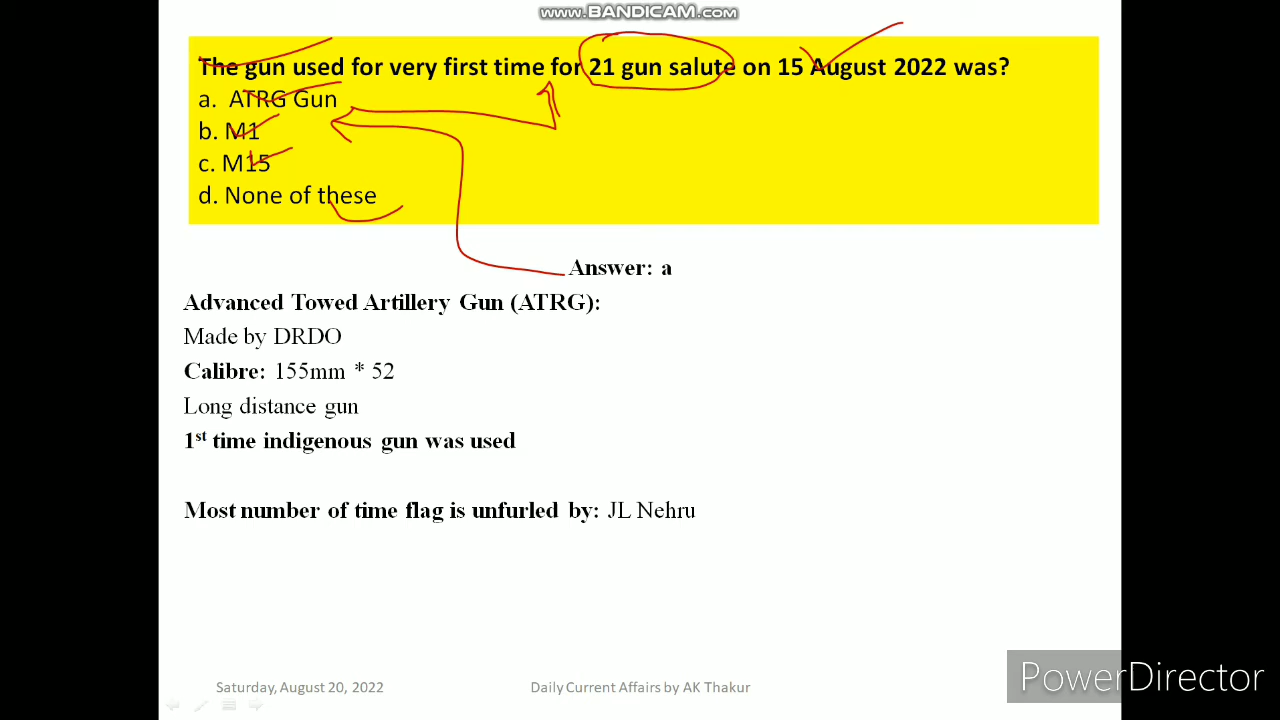 www.BANDICAM.com
The gun used for very first time for 21 gun salute on 15 August 2022 was?
a. ATRG Gun
b. M1
c. M15
d. None of these
Answer: a
Advanced Towed Artillery Gun (ATRG):
Made by DRDO
Calibre: 155mm * 52
Long distance gun
1st time indigenous gun was used
Most number of time flag is unfurled by: JL Nehru
Saturday, August 20, 2022
Daily Current Affairs by AK Thakur
PowerDirector